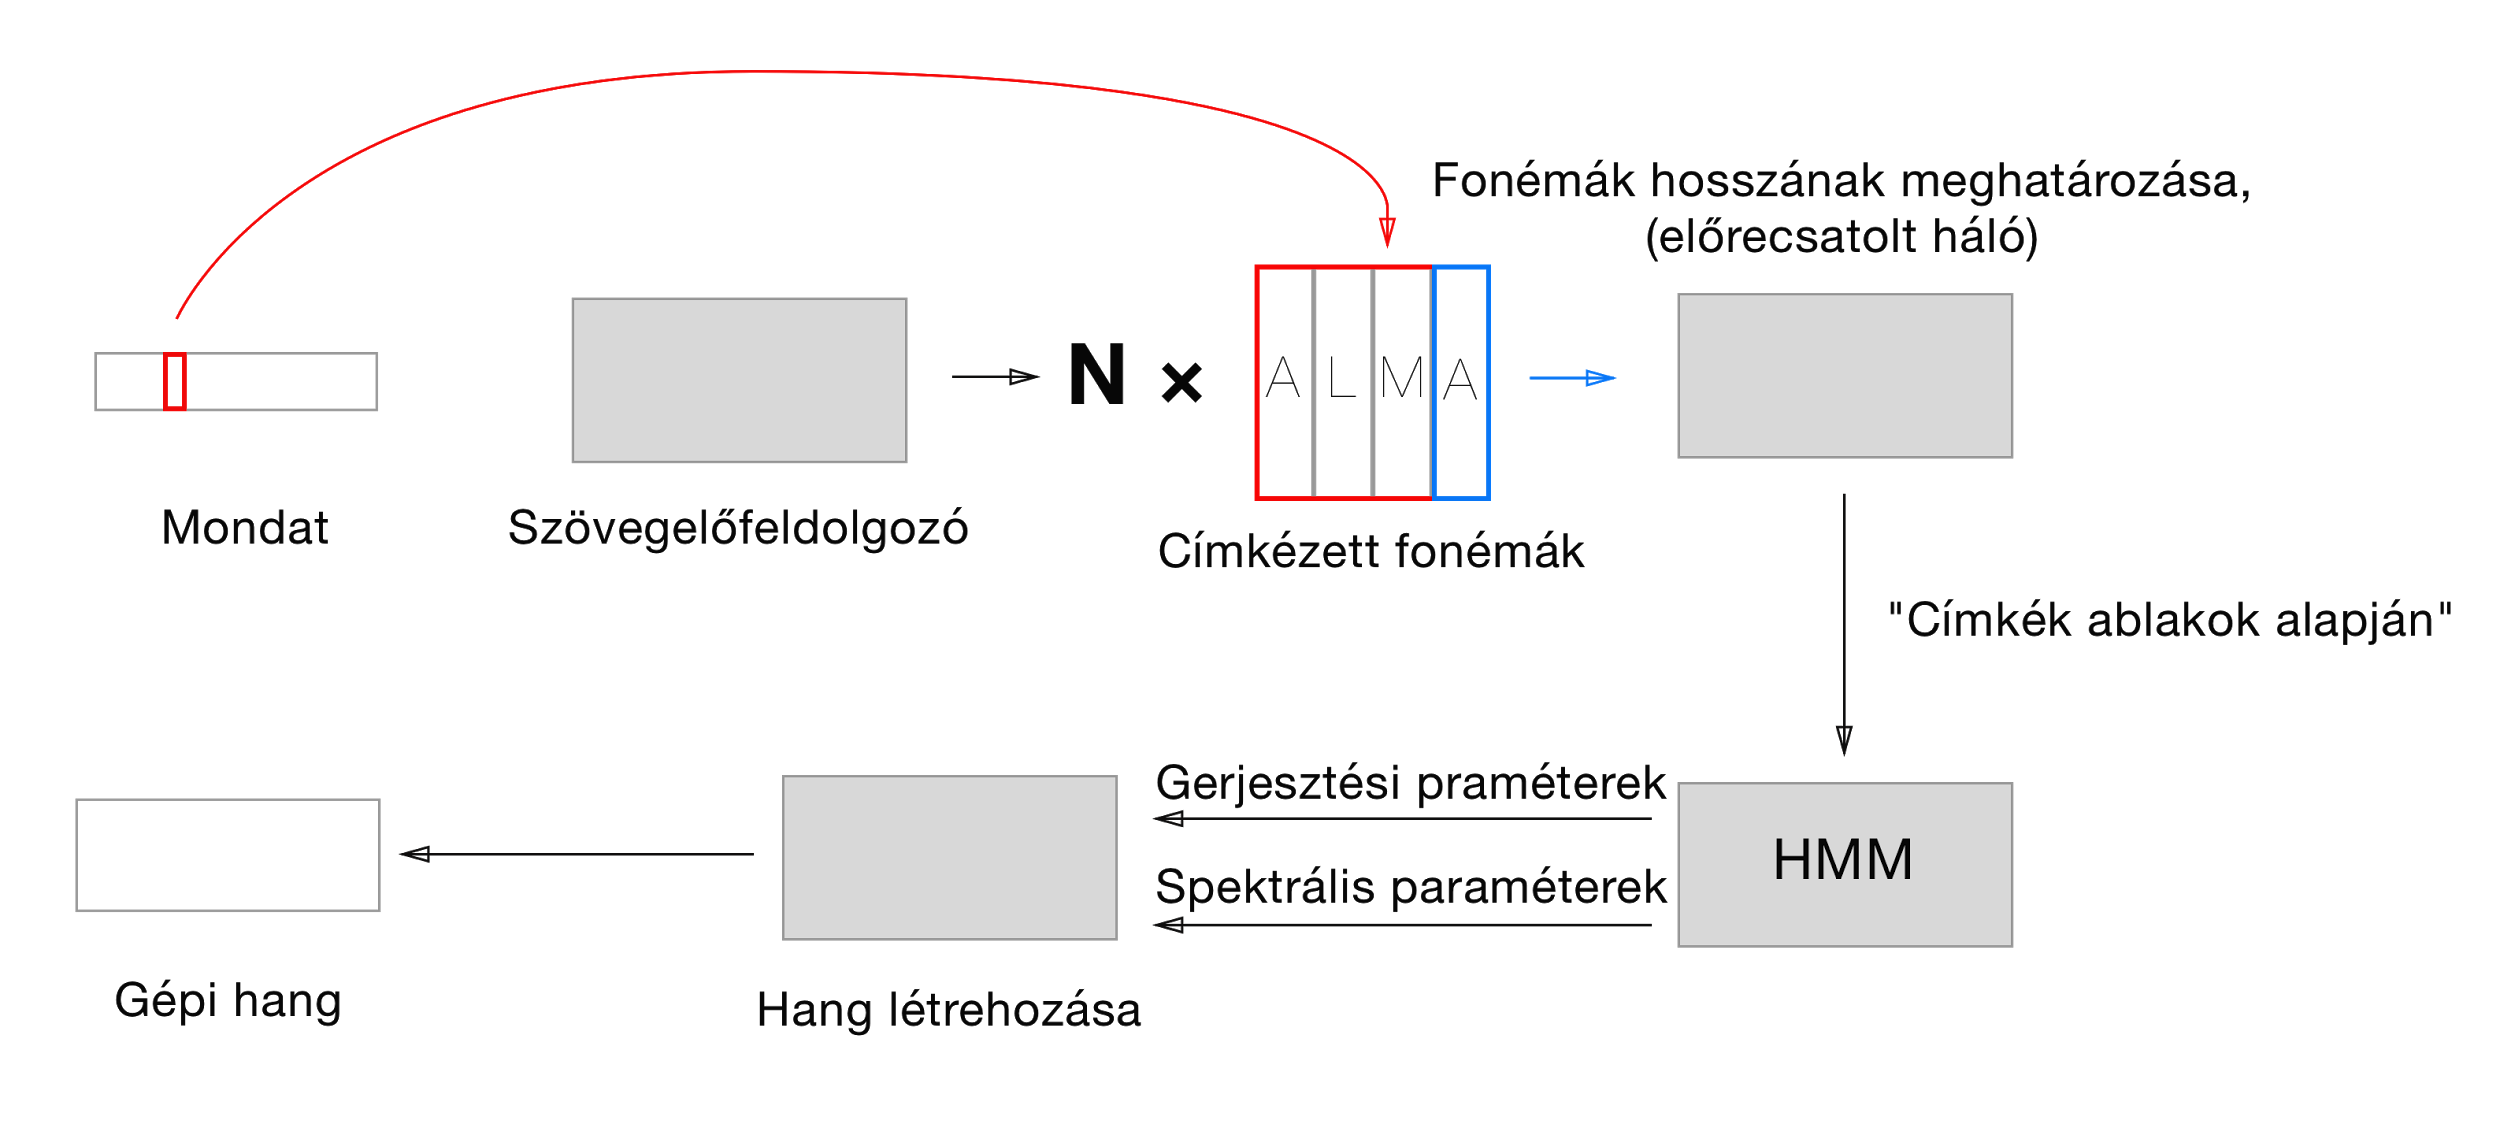 Fonémák hosszának meghatározása,
(előrecsatolt háló)
N × A L M A
Mondat
Szövegelőfeldolgozó
Címkézett fonémák
"Címkék ablakok alapján"
Gerjesztési praméterek
Spektrális paraméterek
HMM
Gépi hang
Hang létrehozása